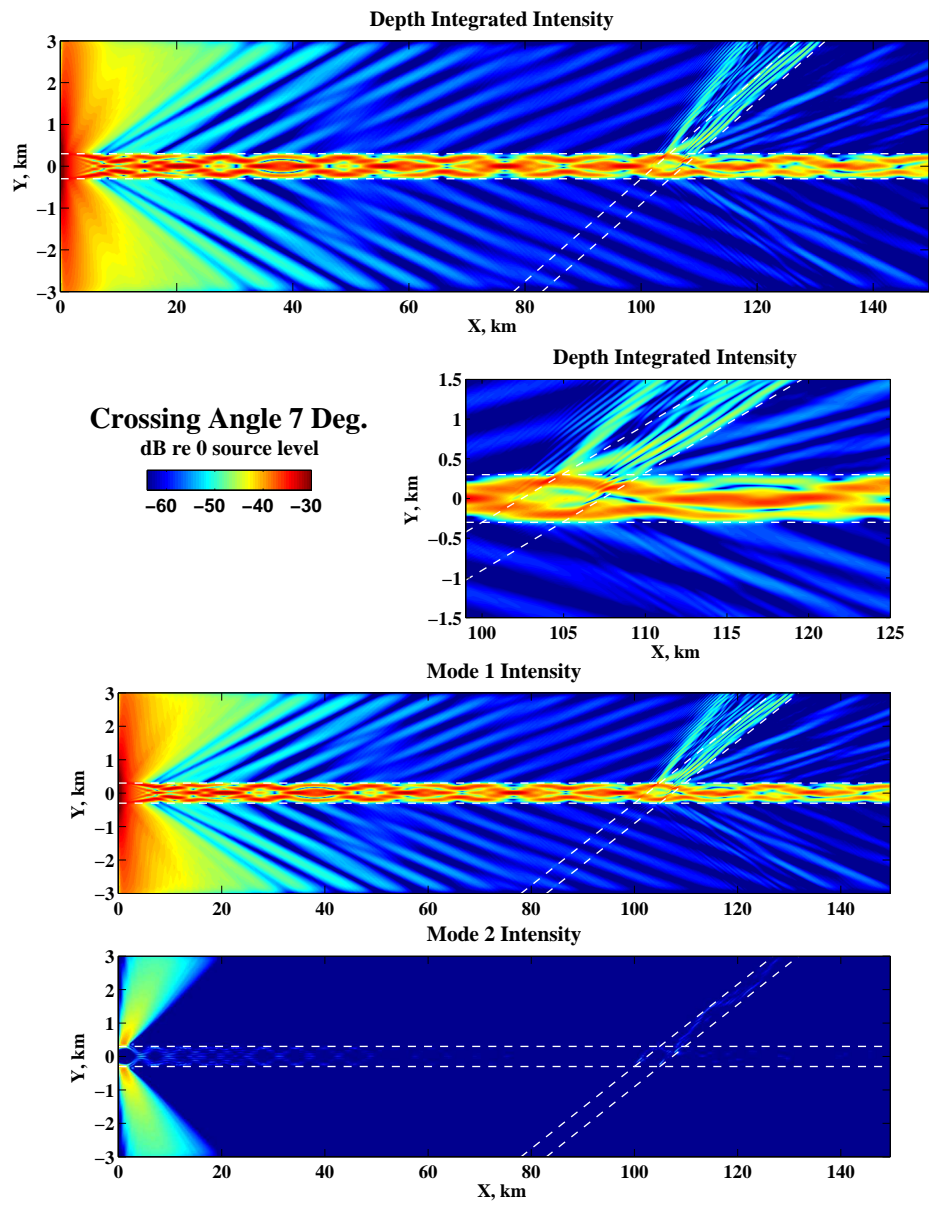 Depth Integrated Intensity
3
2
1
0
−1
−2
−3
Y, km
0 20 40 60 80 100 120 140
X, km
Depth Integrated Intensity
Crossing Angle 7 Deg.
dB re 0 source level
−60 −50 −40 −30
1.5
1
0.5
0
−0.5
−1
−1.5
Y, km
100 105 110 115 120 125
X, km
Mode 1 Intensity
3
2
1
0
−1
−2
−3
Y, km
0 20 40 60 80 100 120 140
Mode 2 Intensity
3
2
1
0
−1
−2
−3
Y, km
0 20 40 60 80 100 120 140
X, km